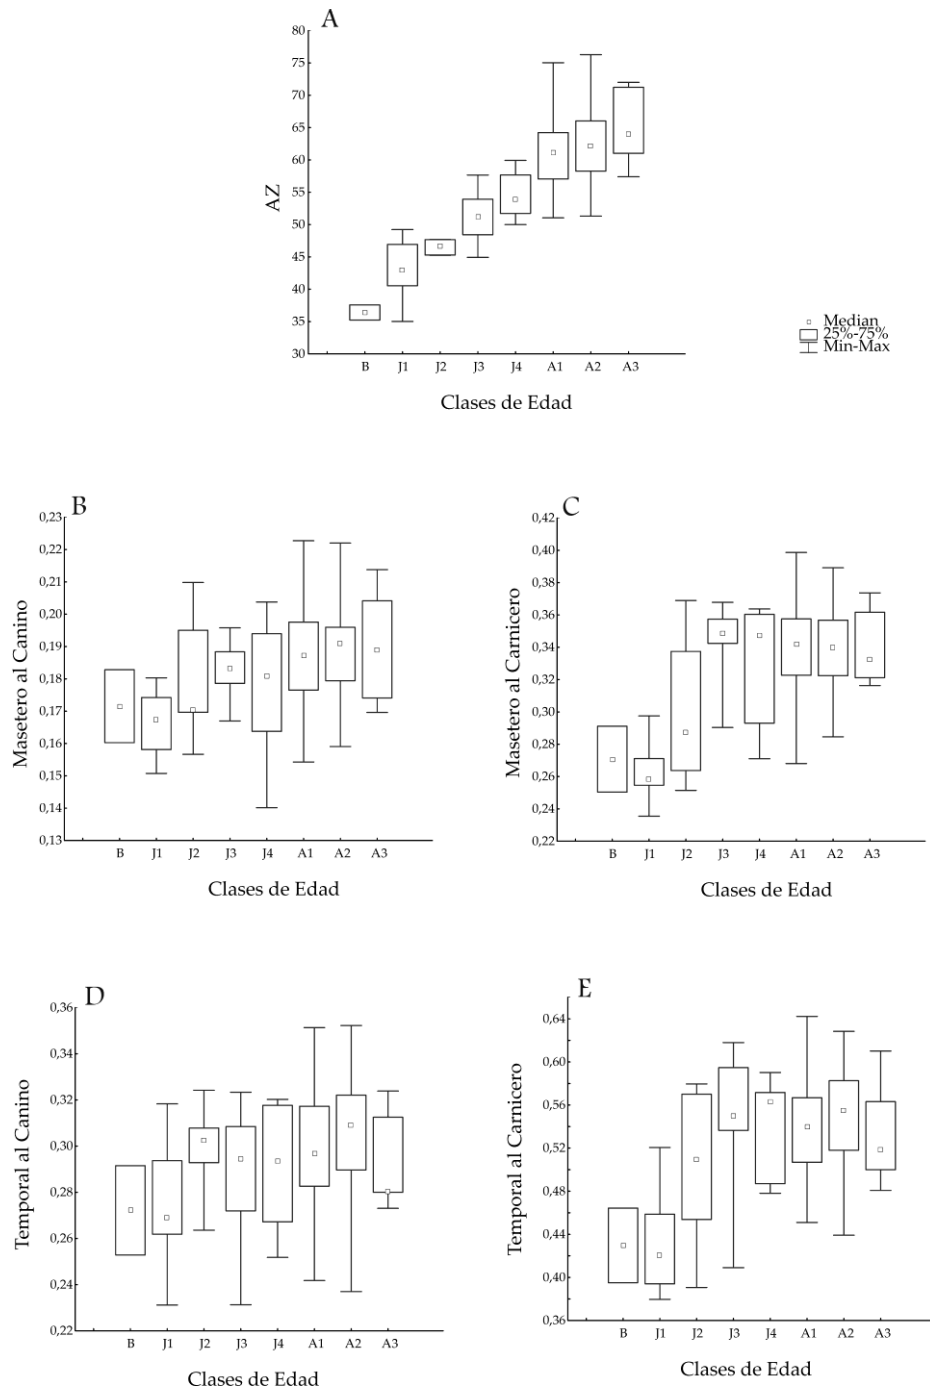 A
80
75
70
65
60
55
50
45
40
35
30
AZ
B J1 J2 J3 J4 A1 A2 A3
Clases de Edad
Median
25%-75%
Min-Max
B
0,23
0,22
0,21
0,20
0,19
0,18
0,17
0,16
0,15
0,14
0,13
Masetero al Canino
B J1 J2 J3 J4 A1 A2 A3
Clases de Edad
C
0,42
0,40
0,38
0,36
0,34
0,32
0,30
0,28
0,26
0,24
0,22
Masetero al Carnicero
B J1 J2 J3 J4 A1 A2 A3
Clases de Edad
D
0,36
0,34
0,32
0,30
0,28
0,26
0,24
0,22
Temporal al Canino
B J1 J2 J3 J4 A1 A2 A3
Clases de Edad
E
0,64
0,60
0,56
0,52
0,48
0,44
0,40
0,36
Temporal al Carnicero
B J1 J2 J3 J4 A1 A2 A3
Clases de Edad